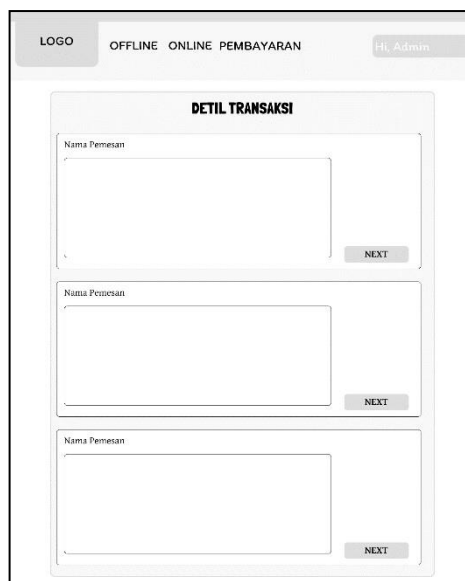 LOGO OFFLINE ONLINE PEMBAYARAN Hi, Admin
DETIL TRANSAKSI
Nama Pemesan
NEXT
Nama Pemesan
NEXT
Nama Pemesan
NEXT